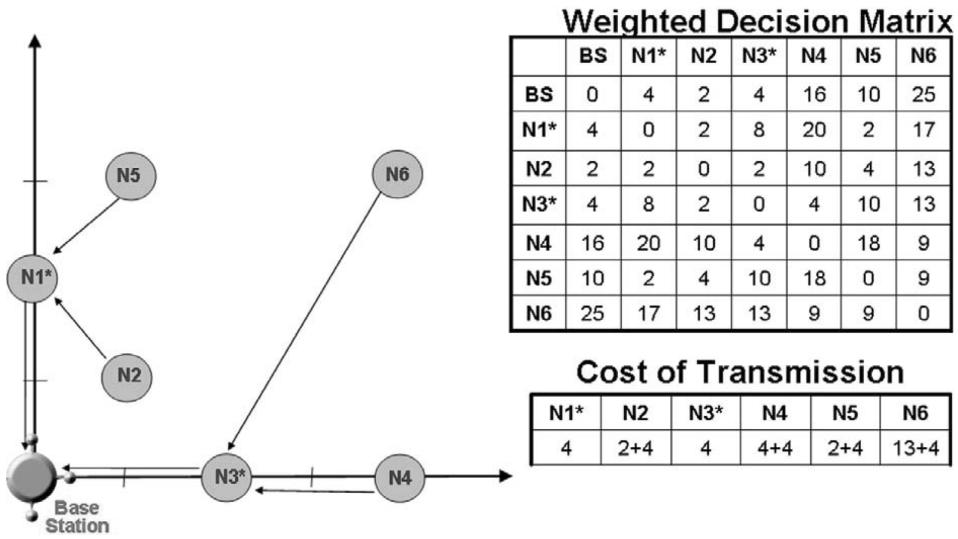 Weighted Decision Matrix
BS N1* N2 N3* N4 N5 N6
BS 0 4 2 4 16 10 25
N1* 4 0 2 8 20 2 17
N2 2 2 0 2 10 4 13
N3* 4 8 2 0 4 10 13
N4 16 20 10 4 0 18 9
N5 10 2 4 10 18 0 9
N6 25 17 13 13 9 9 0
Cost of Transmission
N1* N2 N3* N4 N5 N6
4 2+4 4 4+4 2+4 13+4
N5
N6
N1*
N2
N3*
N4
Base
Station